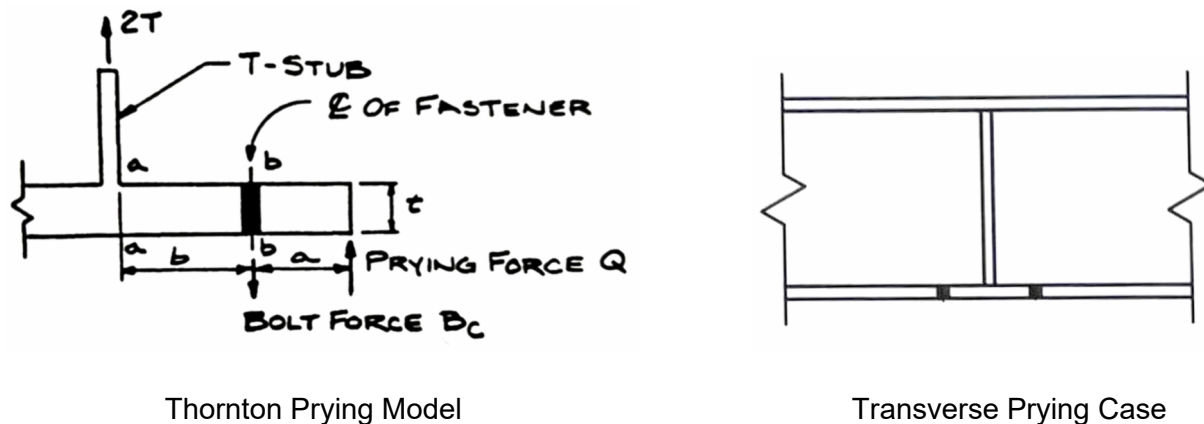 2T
T-STUB
℄ OF FASTENER
a
b
t
a
b
b
a
PRYING FORCE Q
BOLT FORCE Bc
Thornton Prying Model
Transverse Prying Case